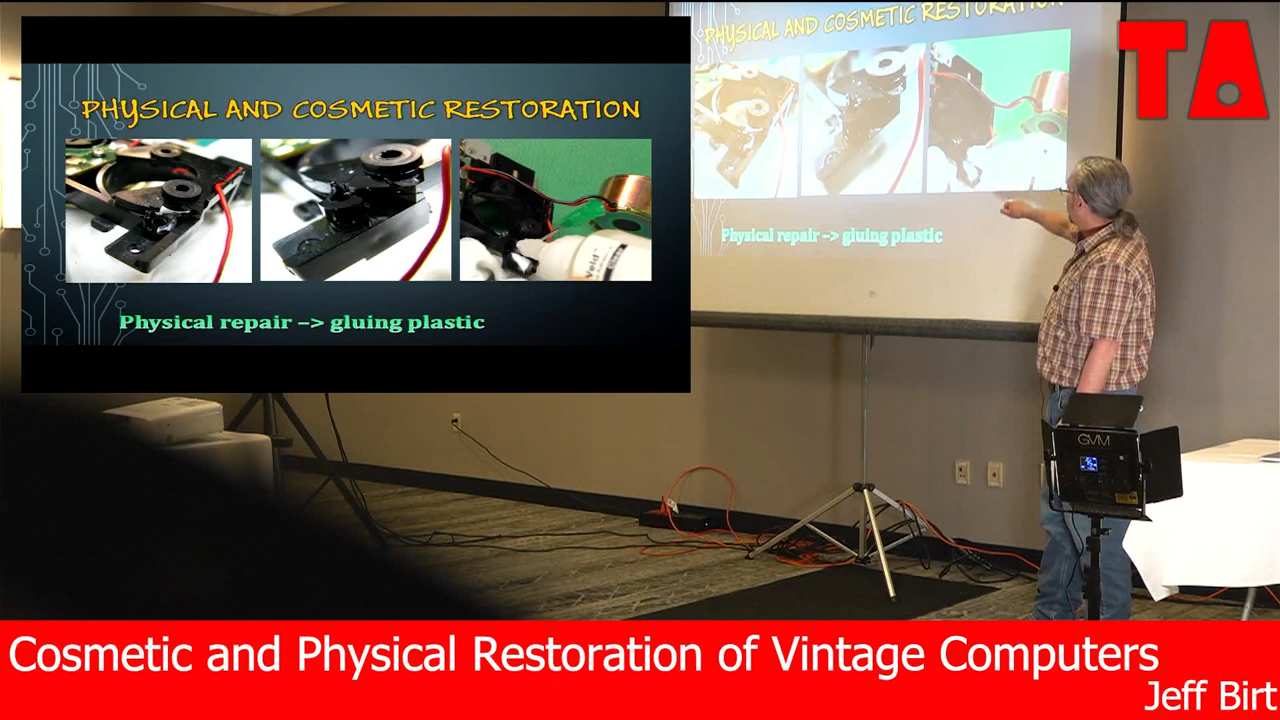 PHYSICAL AND COSMETIC RESTORATION
Physical repair –> gluing plastic
PHYSICAL AND COSMETIC RESTORATION
Physical repair –> gluing plastic
TA
GVM
Cosmetic and Physical Restoration of Vintage Computers
Jeff Birt